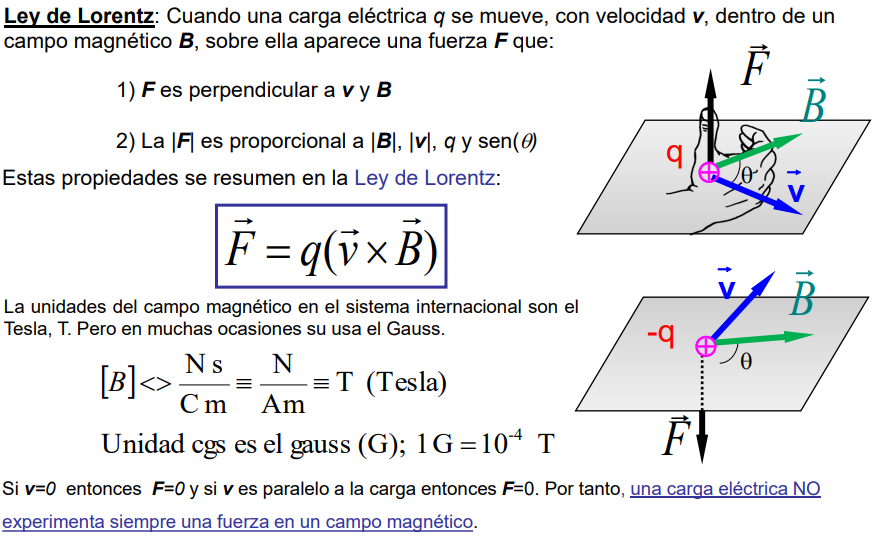 Ley de Lorentz: Cuando una carga eléctrica q se mueve, con velocidad v, dentro de un
campo magnético B, sobre ella aparece una fuerza F que:
1) F es perpendicular a v y B
2) La |F| es proporcional a |B|, |v|, q y sen(θ)
Estas propiedades se resumen en la Ley de Lorentz:
F⃗ = q(v⃗ × B⃗)
La unidades del campo magnético en el sistema internacional son el
Tesla, T. Pero en muchas ocasiones su usa el Gauss.
[B]<> N s / C m ≡ N / Am ≡ T (Tesla)
Unidad cgs es el gauss (G); 1G = 10⁻⁴ T
Si v=0 entonces F=0 y si v es paralelo a la carga entonces F=0. Por tanto, una carga eléctrica NO
experimenta siempre una fuerza en un campo magnético.
F⃗
B⃗
q
θ
v⃗
v⃗
B⃗
-q
θ
F⃗